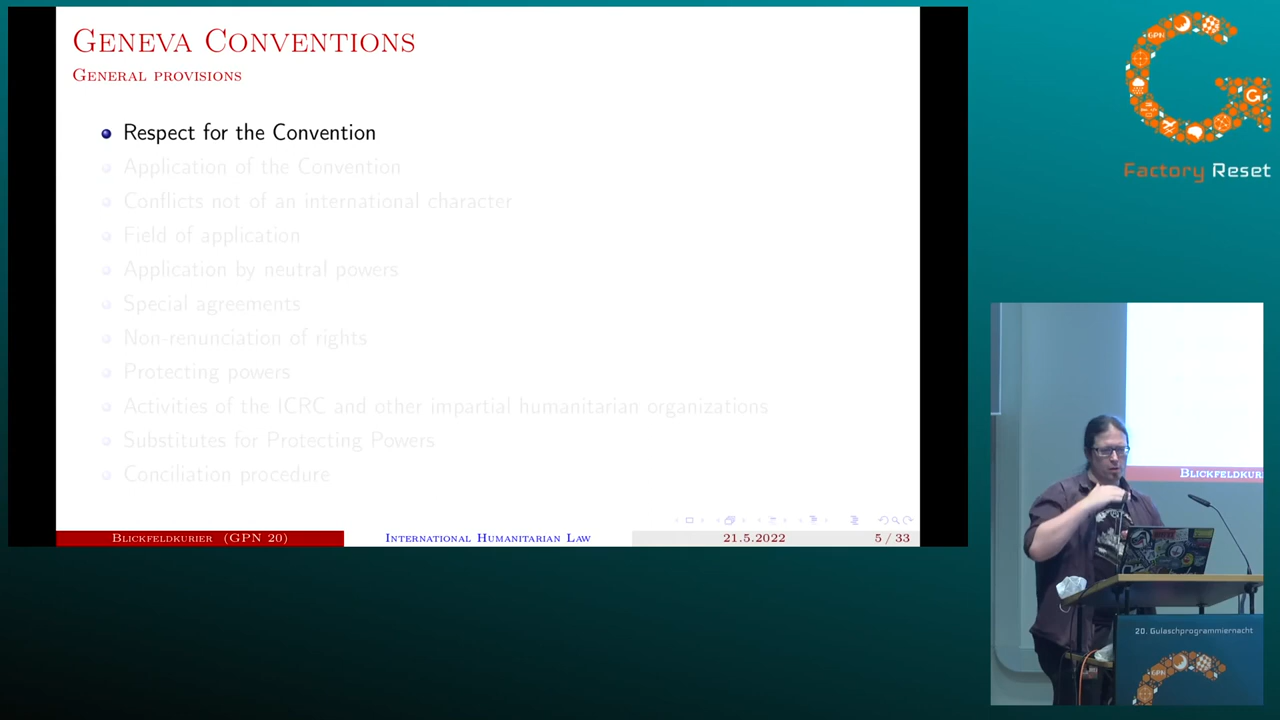 GENEVA CONVENTIONS
GENERAL PROVISIONS
Respect for the Convention
Application of the Convention
Conflicts not of an international character
Field of application
Application by neutral powers
Special agreements
Non-renunciation of rights
Protecting powers
Activities of the ICRC and other impartial humanitarian organizations
Substitutes for Protecting Powers
Conciliation procedure
BLICKFELDKURIER (GPN 20)
INTERNATIONAL HUMANITARIAN LAW
21.5.2022
5 / 33
GPN
G
Factory Reset
BLICKFELDKURI
20. Gulaschprogrammiernacht